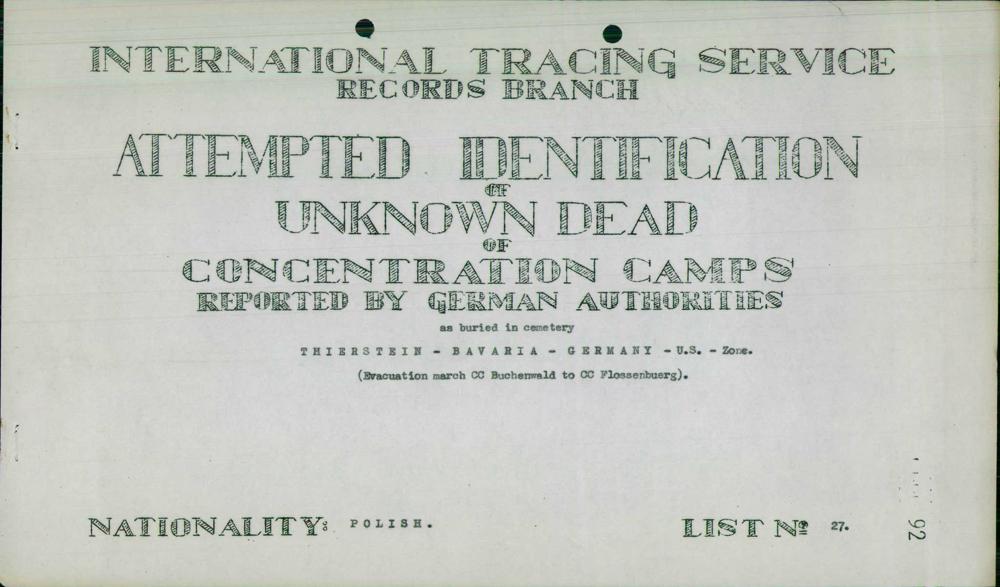 INTERNATIONAL TRACING SERVICE
RECORDS BRANCH
ATTEMPTED IDENTIFICATION
OF
UNKNOWN DEAD
OF
CONCENTRATION CAMPS
REPORTED BY GERMAN AUTHORITIES
as buried in cemetery
THIERSTEIN - BAVARIA - GERMANY - U.S. - Zone.
(Evacuation march CC Buchenwald to CC Flossenbuerg).
NATIONALITY: POLISH.
LIST Nº 27.
92